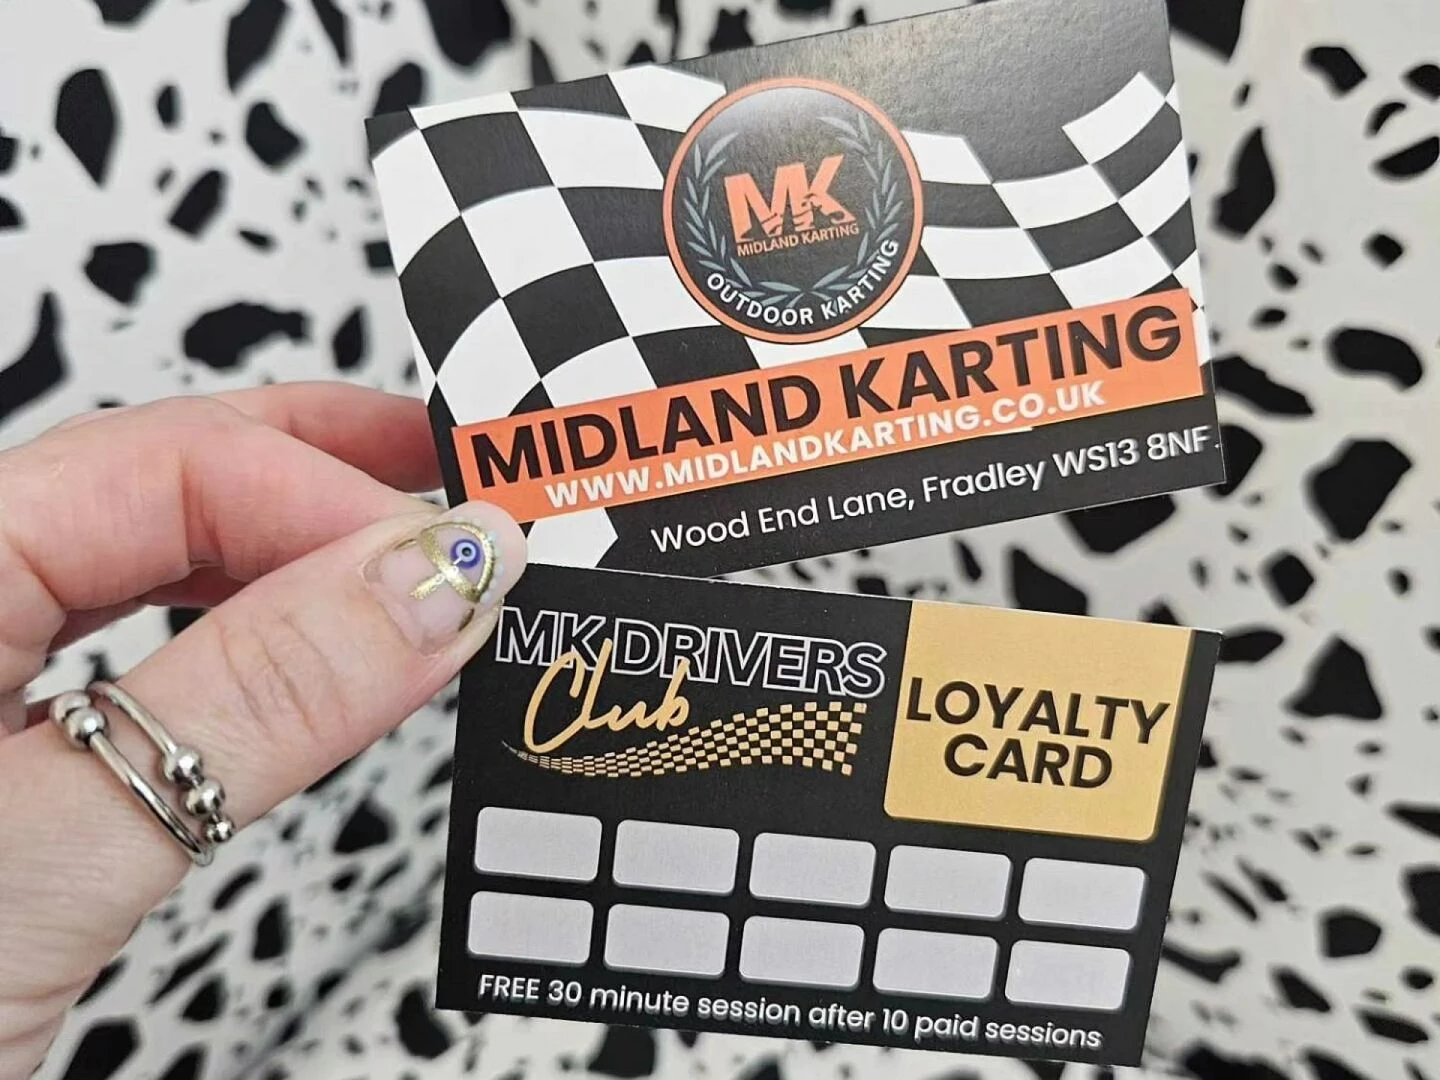 MK
MIDLAND KARTING
OUTDOOR KARTING
MIDLAND KARTING
WWW.MIDLANDKARTING.CO.UK
Wood End Lane, Fradley WS13 8NF
MK DRIVERS
Club
LOYALTY
CARD
FREE 30 minute session after 10 paid sessions